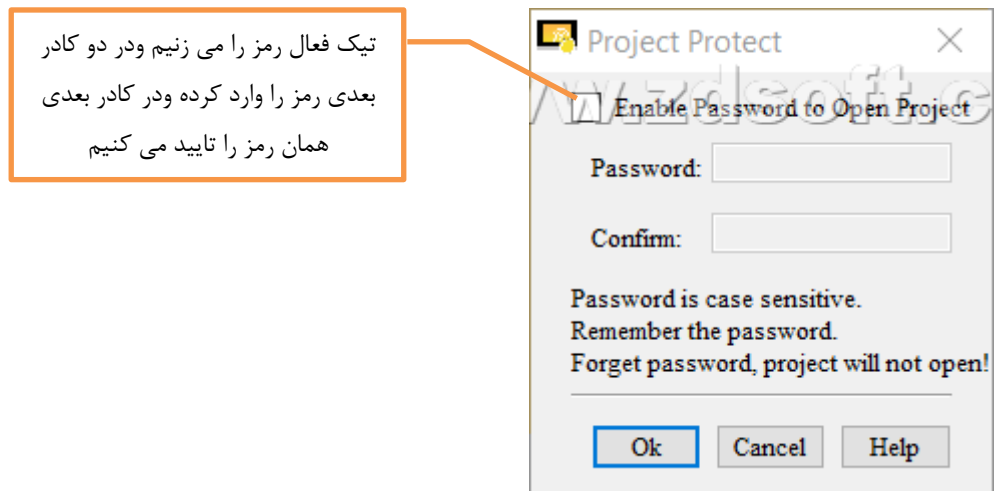 تیک فعال رمز را می زنیم ودر دو کادر
بعدی رمز را وارد کرده ودر کادر بعدی
همان رمز را تایید می کنیم
Project Protect
www.zdsoft.c
Enable Password to Open Project
Password:
Confirm:
Password is case sensitive.
Remember the password.
Forget password, project will not open!
Ok Cancel Help